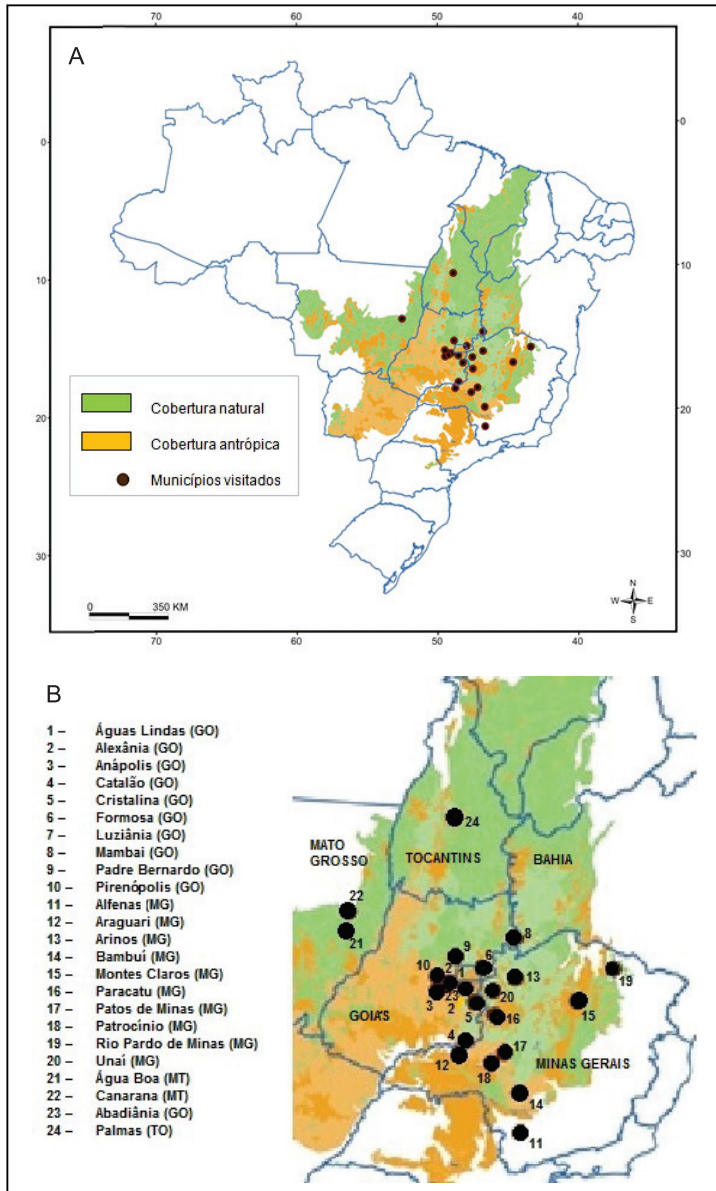 70 60 50 40
A
0 0
10 10
20 20
30 30
Cobertura natural
Cobertura antrópica
Municípios visitados
0 350 KM
N
W E
S
70 60 50 40
B
1 – Águas Lindas (GO)
2 – Alexânia (GO)
3 – Anápolis (GO)
4 – Catalão (GO)
5 – Cristalina (GO)
6 – Formosa (GO)
7 – Luziânia (GO)
8 – Mambai (GO)
9 – Padre Bernardo (GO)
10 – Pirenópolis (GO)
11 – Alfenas (MG)
12 – Araguari (MG)
13 – Arinos (MG)
14 – Bambuí (MG)
15 – Montes Claros (MG)
16 – Paracatu (MG)
17 – Patos de Minas (MG)
18 – Patrocínio (MG)
19 – Rio Pardo de Minas (MG)
20 – Unaí (MG)
21 – Água Boa (MT)
22 – Canarana (MT)
23 – Abadiânia (GO)
24 – Palmas (TO)
24
MATO
GROSSO
TOCANTINS
BAHIA
22
21
8
9
6
10
2
1
13
19
23
20
3
2
5
15
GOIÁS
16
4
17
12
18
MINAS GERAIS
14
11